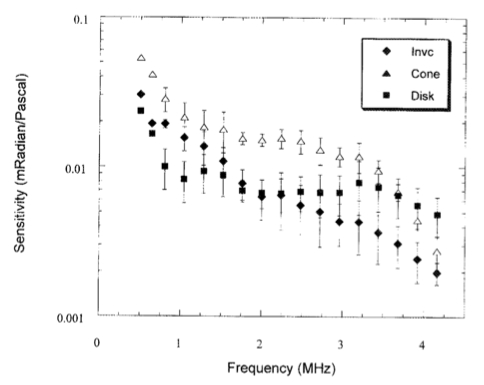 0.1
Invc
Cone
Disk
Sensitivity (mRadian/Pascal)
0.01
0.001
0 1 2 3 4
Frequency (MHz)